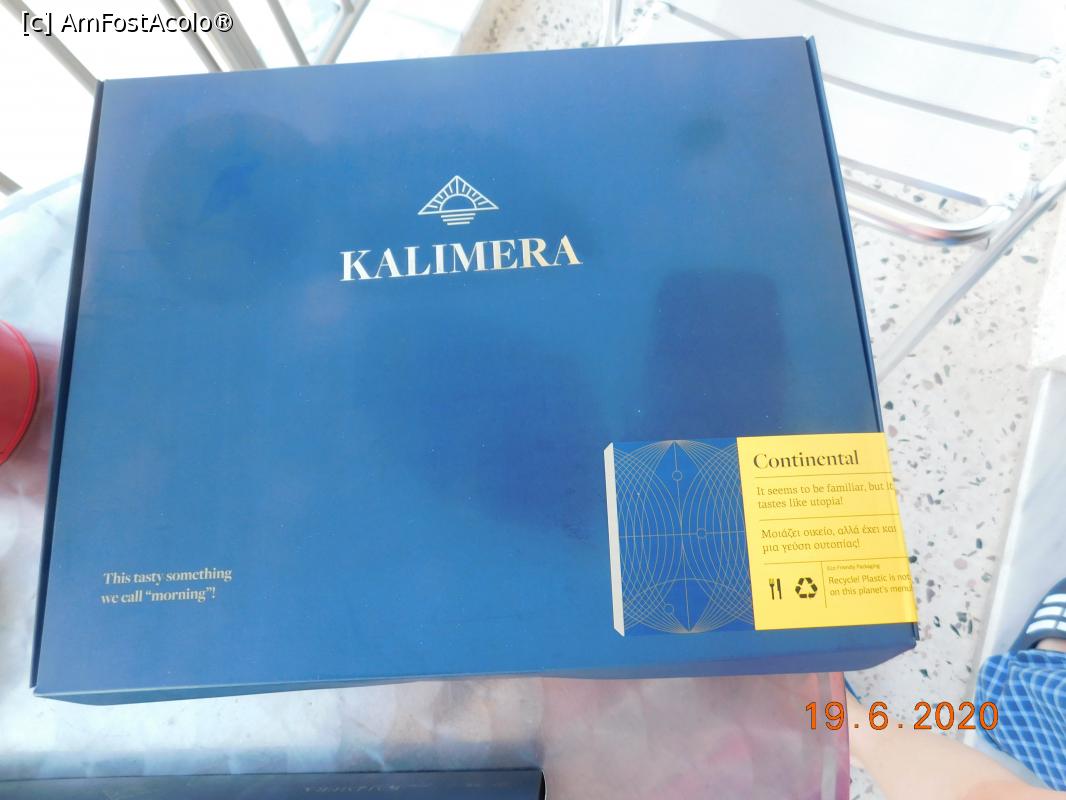 [c] AmFostAcolo®
KALIMERA
Continental
It seems to be familiar, but it
tastes like utopia!
Μοιάζει οικείο, αλλά έχει και
μια γεύση ουτοπίας!
Eco Friendly Packaging
Recycle! Plastic is not
on this planet's menu
This tasty something
we call “morning”!
19.6.2020